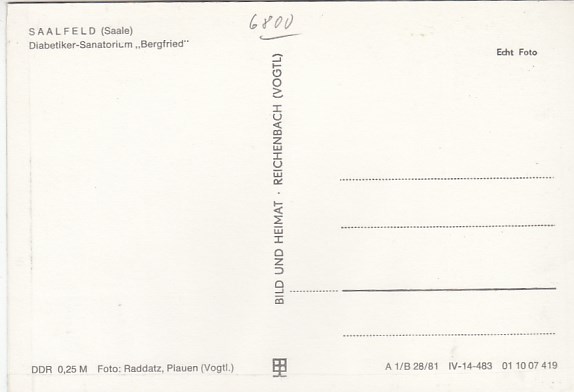 6800
SAALFELD (Saale)
Diabetiker-Sanatorium „Bergfried"
Echt Foto
BILD UND HEIMAT · REICHENBACH (VOGTL)
DDR 0,25 M Foto: Raddatz, Plauen (Vogtl.)
A 1/B 28/81 IV-14-483 01 10 07 419